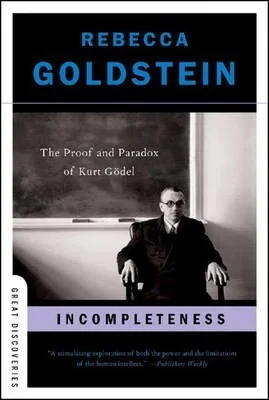 REBECCA
GOLDSTEIN
The Proof and Paradox
of Kurt Gödel
GREAT DISCOVERIES
INCOMPLETENESS
"A stimulating exploration of both the power and the limitations
of the human intellect." —Publishers Weekly